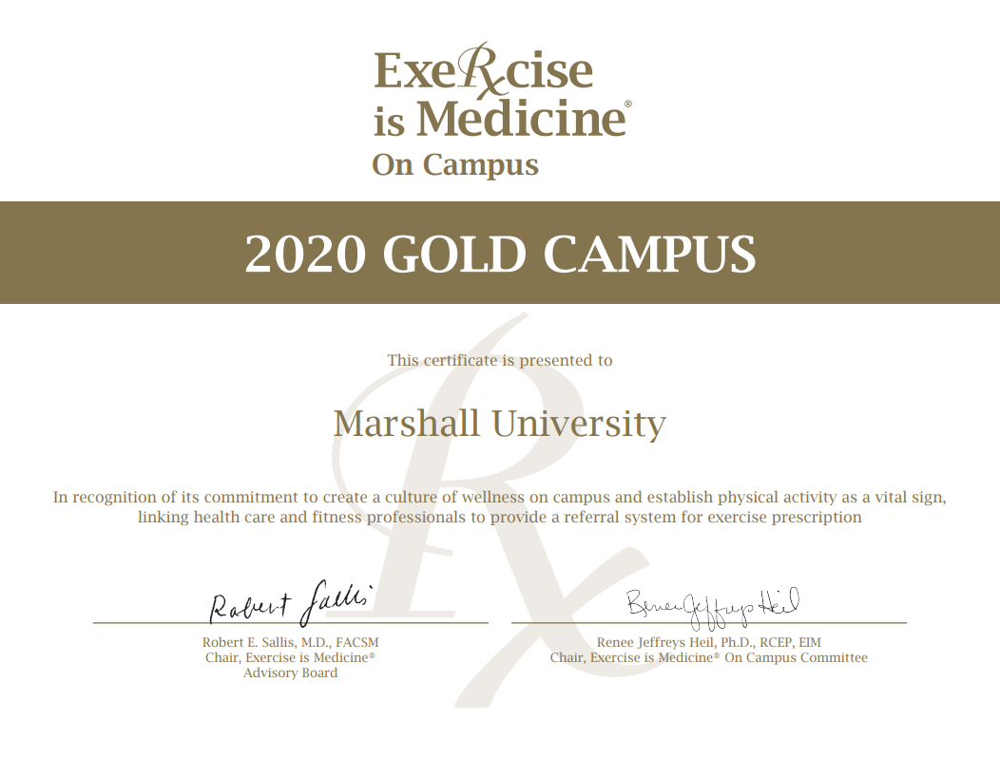 ExeRxcise
is Medicine®
On Campus
2020 GOLD CAMPUS
This certificate is presented to
Marshall University
In recognition of its commitment to create a culture of wellness on campus and establish physical activity as a vital sign,
linking health care and fitness professionals to provide a referral system for exercise prescription
Robert Sallis
Renee Jeffreys Heil
Robert E. Sallis, M.D., FACSM
Chair, Exercise is Medicine®
Advisory Board
Renee Jeffreys Heil, Ph.D., RCEP, EIM
Chair, Exercise is Medicine® On Campus Committee